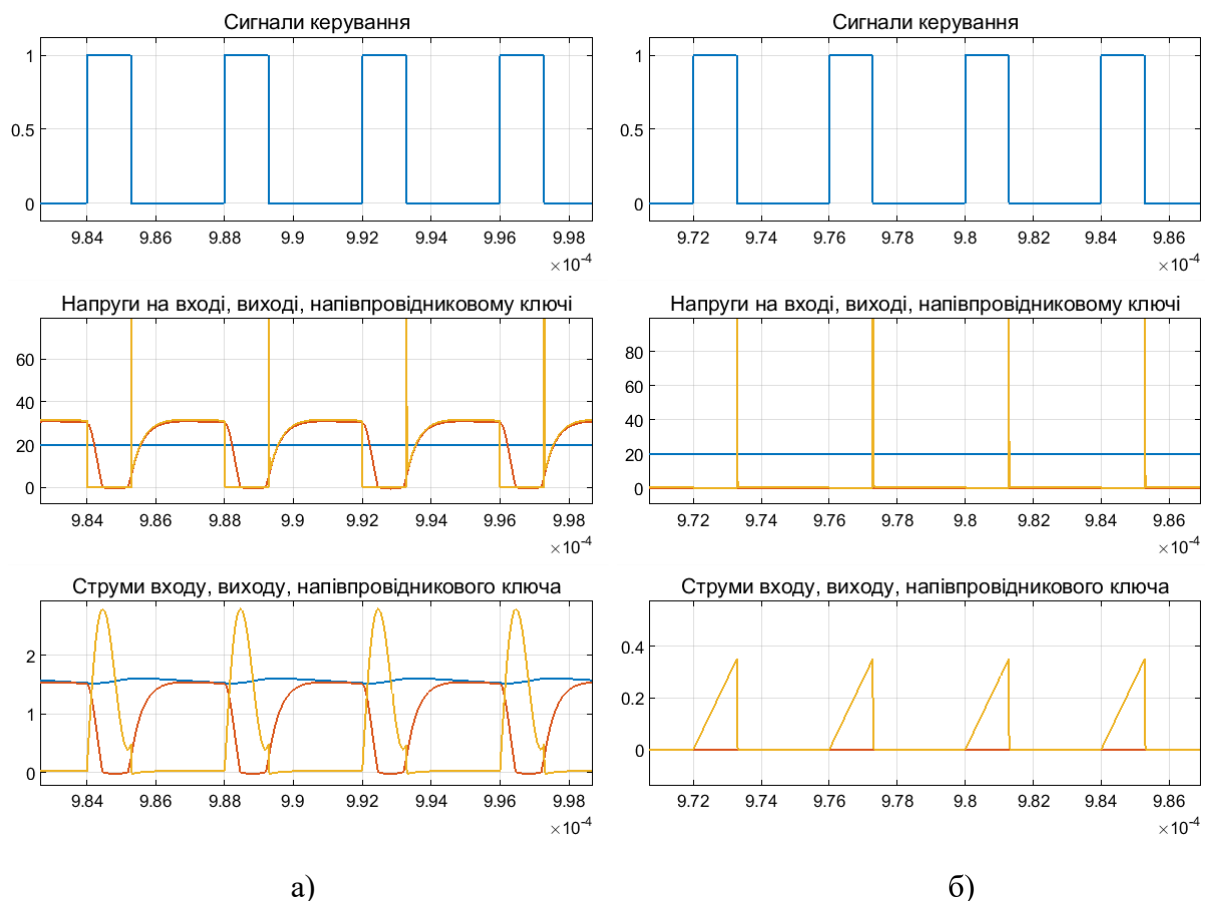 Сигнали керування
1
0.5
0
9.84 9.86 9.88 9.9 9.92 9.94 9.96 9.98
×10⁻⁴
Напруги на вході, виході, напівпровідниковому ключі
60
40
20
0
9.84 9.86 9.88 9.9 9.92 9.94 9.96 9.98
×10⁻⁴
Струми входу, виходу, напівпровідникового ключа
2
1
0
9.84 9.86 9.88 9.9 9.92 9.94 9.96 9.98
×10⁻⁴
а)
Сигнали керування
1
0.5
0
9.72 9.74 9.76 9.78 9.8 9.82 9.84 9.86
×10⁻⁴
Напруги на вході, виході, напівпровідниковому ключі
80
60
40
20
0
9.72 9.74 9.76 9.78 9.8 9.82 9.84 9.86
×10⁻⁴
Струми входу, виходу, напівпровідникового ключа
0.4
0.2
0
9.72 9.74 9.76 9.78 9.8 9.82 9.84 9.86
×10⁻⁴
б)